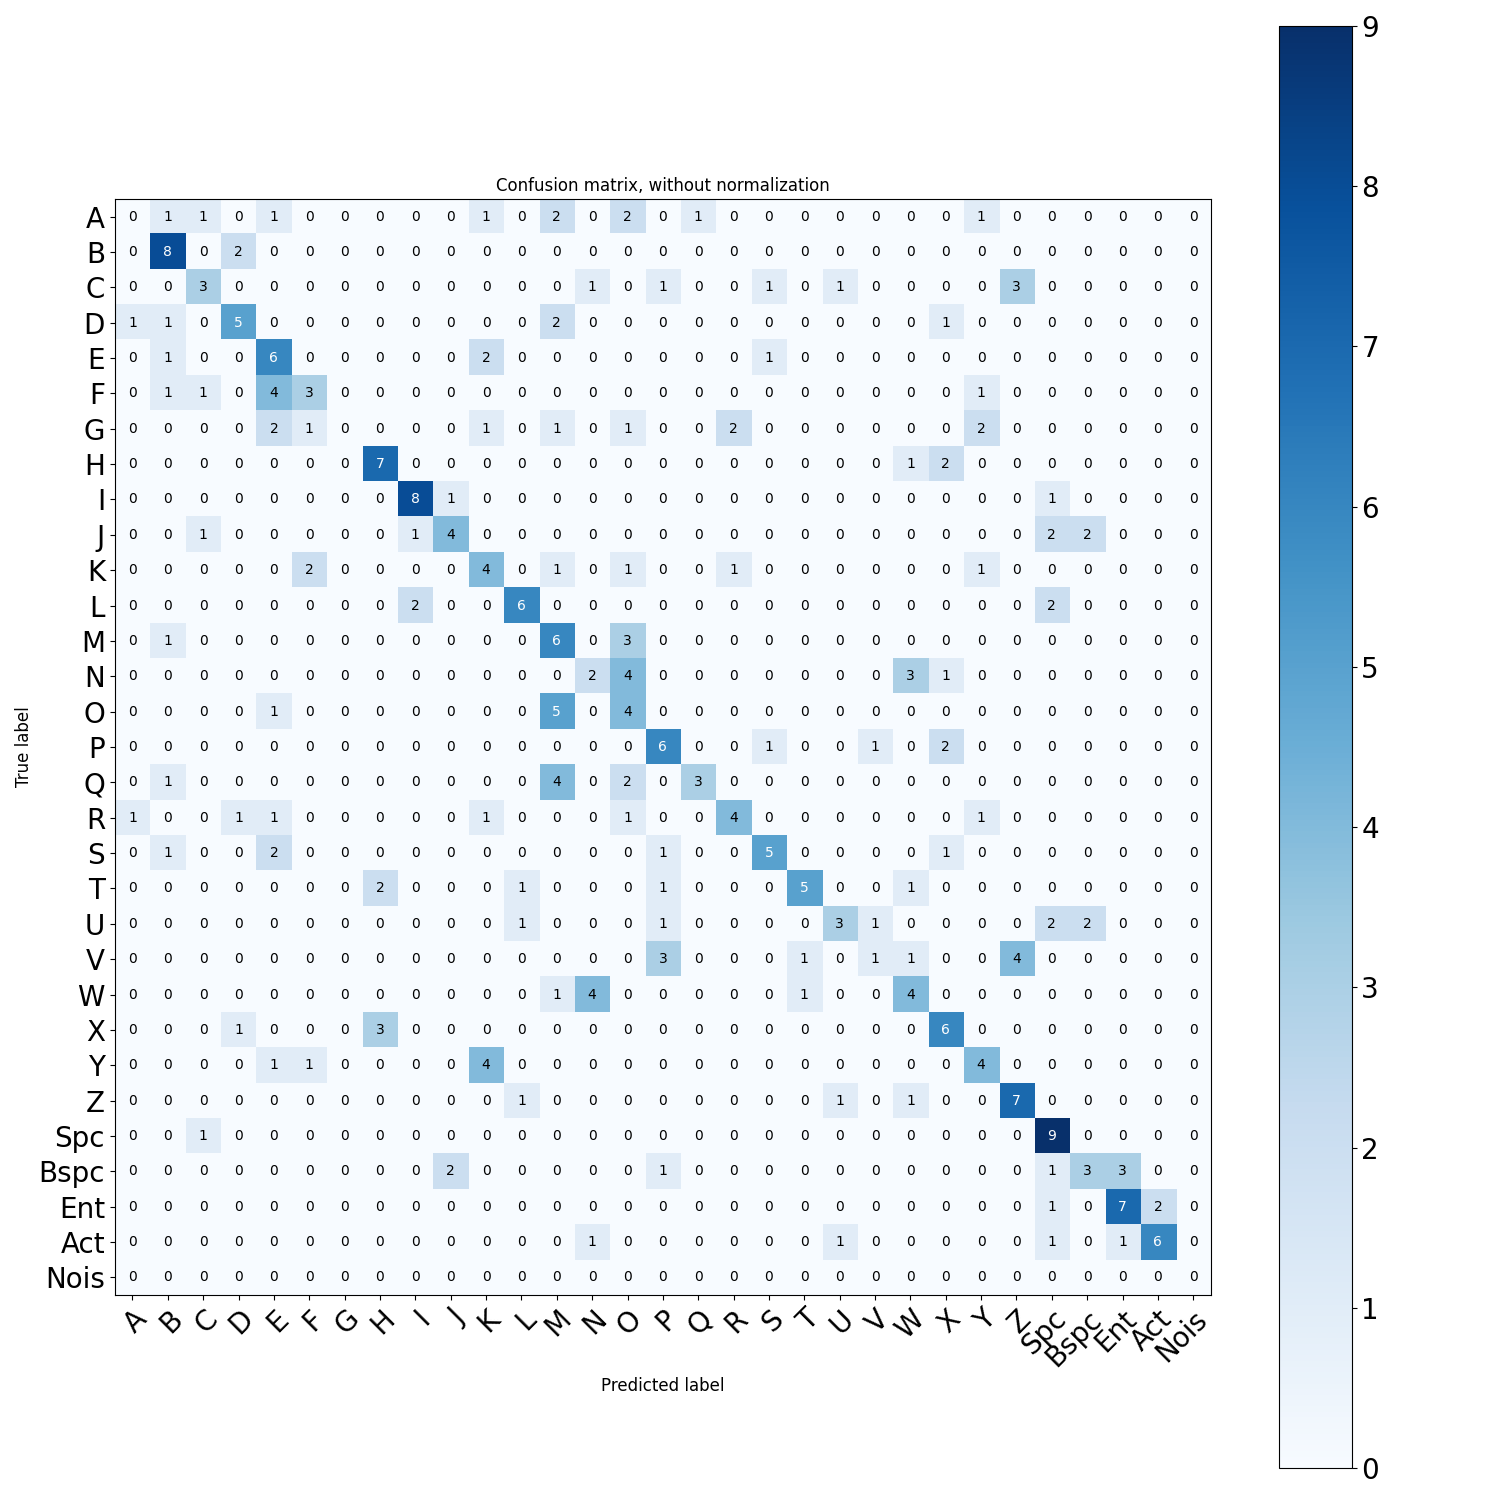 Confusion matrix, without normalization
A 0 1 1 0 1 0 0 0 0 0 1 0 2 0 2 0 1 0 0 0 0 0 0 0 1 0 0 0 0 0 0
B 0 8 0 2 0 0 0 0 0 0 0 0 0 0 0 0 0 0 0 0 0 0 0 0 0 0 0 0 0 0 0
C 0 0 3 0 0 0 0 0 0 0 0 0 0 1 0 1 0 0 1 0 1 0 0 0 0 3 0 0 0 0 0
D 1 1 0 5 0 0 0 0 0 0 0 0 2 0 0 0 0 0 0 0 0 0 0 1 0 0 0 0 0 0 0
E 0 1 0 0 6 0 0 0 0 0 2 0 0 0 0 0 0 0 1 0 0 0 0 0 0 0 0 0 0 0 0
F 0 1 1 0 4 3 0 0 0 0 0 0 0 0 0 0 0 0 0 0 0 0 0 0 1 0 0 0 0 0 0
G 0 0 0 0 2 1 0 0 0 0 1 0 1 0 1 0 0 2 0 0 0 0 0 0 2 0 0 0 0 0 0
H 0 0 0 0 0 0 0 7 0 0 0 0 0 0 0 0 0 0 0 0 0 0 1 2 0 0 0 0 0 0 0
I 0 0 0 0 0 0 0 0 8 1 0 0 0 0 0 0 0 0 0 0 0 0 0 0 0 0 1 0 0 0 0
J 0 0 1 0 0 0 0 0 1 4 0 0 0 0 0 0 0 0 0 0 0 0 0 0 0 0 2 2 0 0 0
K 0 0 0 0 0 2 0 0 0 0 4 0 1 0 1 0 0 1 0 0 0 0 0 0 1 0 0 0 0 0 0
L 0 0 0 0 0 0 0 0 2 0 0 6 0 0 0 0 0 0 0 0 0 0 0 0 0 0 2 0 0 0 0
M 0 1 0 0 0 0 0 0 0 0 0 0 6 0 3 0 0 0 0 0 0 0 0 0 0 0 0 0 0 0 0
N 0 0 0 0 0 0 0 0 0 0 0 0 0 2 4 0 0 0 0 0 0 0 3 1 0 0 0 0 0 0 0
O 0 0 0 0 1 0 0 0 0 0 0 0 5 0 4 0 0 0 0 0 0 0 0 0 0 0 0 0 0 0 0
P 0 0 0 0 0 0 0 0 0 0 0 0 0 0 0 6 0 0 1 0 0 1 0 2 0 0 0 0 0 0 0
Q 0 1 0 0 0 0 0 0 0 0 0 0 4 0 2 0 3 0 0 0 0 0 0 0 0 0 0 0 0 0 0
R 1 0 0 1 1 0 0 0 0 0 1 0 0 0 1 0 0 4 0 0 0 0 0 0 1 0 0 0 0 0 0
S 0 1 0 0 2 0 0 0 0 0 0 0 0 0 0 1 0 0 5 0 0 0 0 1 0 0 0 0 0 0 0
T 0 0 0 0 0 0 0 2 0 0 0 1 0 0 0 1 0 0 0 5 0 0 1 0 0 0 0 0 0 0 0
U 0 0 0 0 0 0 0 0 0 0 0 1 0 0 0 1 0 0 0 0 3 1 0 0 0 0 2 2 0 0 0
V 0 0 0 0 0 0 0 0 0 0 0 0 0 0 0 3 0 0 0 1 0 1 1 0 0 4 0 0 0 0 0
W 0 0 0 0 0 0 0 0 0 0 0 0 1 4 0 0 0 0 0 1 0 0 4 0 0 0 0 0 0 0 0
X 0 0 0 1 0 0 0 3 0 0 0 0 0 0 0 0 0 0 0 0 0 0 0 6 0 0 0 0 0 0 0
Y 0 0 0 0 1 1 0 0 0 0 4 0 0 0 0 0 0 0 0 0 0 0 0 0 4 0 0 0 0 0 0
Z 0 0 0 0 0 0 0 0 0 0 0 1 0 0 0 0 0 0 0 0 1 0 1 0 0 7 0 0 0 0 0
Spc 0 0 1 0 0 0 0 0 0 0 0 0 0 0 0 0 0 0 0 0 0 0 0 0 0 0 9 0 0 0 0
Bspc 0 0 0 0 0 0 0 0 0 2 0 0 0 0 0 1 0 0 0 0 0 0 0 0 0 0 1 3 3 0 0
Ent 0 0 0 0 0 0 0 0 0 0 0 0 0 0 0 0 0 0 0 0 0 0 0 0 0 0 1 0 7 2 0
Act 0 0 0 0 0 0 0 0 0 0 0 0 0 1 0 0 0 0 0 0 1 0 0 0 0 0 1 0 1 6 0
Nois 0 0 0 0 0 0 0 0 0 0 0 0 0 0 0 0 0 0 0 0 0 0 0 0 0 0 0 0 0 0 0
A B C D E F G H I J K L M N O P Q R S T U V W X Y Z Spc Bspc Ent Act Nois
Predicted label
True label
9
8
7
6
5
4
3
2
1
0